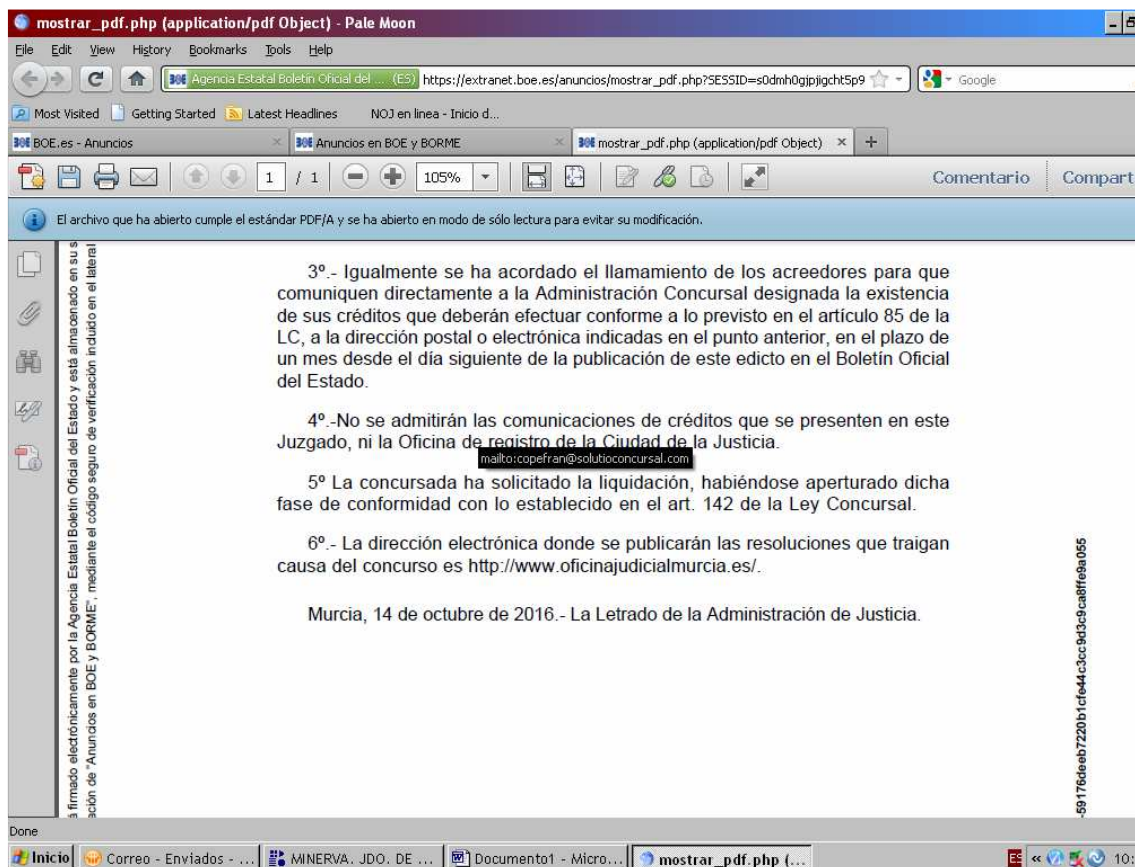 mostrar_pdf.php (application/pdf Object) - Pale Moon
File Edit View History Bookmarks Tools Help
Agencia Estatal Boletín Oficial del ... (ES) https://extranet.boe.es/anuncios/mostrar_pdf.php?SESSID=s0dmh0gjpjigcht5p9 Google
Most Visited Getting Started Latest Headlines NOJ en linea - Inicio d...
BOE.es - Anuncios Anuncios en BOE y BORME mostrar_pdf.php (application/pdf Object)
1 / 1 105% Comentario Compart
El archivo que ha abierto cumple el estándar PDF/A y se ha abierto en modo de sólo lectura para evitar su modificación.
á firmado electrónicamente por la Agencia Estatal Boletín Oficial del Estado y está almacenado en su s
ación de "Anuncios en BOE y BORME", mediante el código seguro de verificación incluido en el lateral
3º.- Igualmente se ha acordado el llamamiento de los acreedores para que
comuniquen directamente a la Administración Concursal designada la existencia
de sus créditos que deberán efectuar conforme a lo previsto en el artículo 85 de la
LC, a la dirección postal o electrónica indicadas en el punto anterior, en el plazo de
un mes desde el día siguiente de la publicación de este edicto en el Boletín Oficial
del Estado.
4º.-No se admitirán las comunicaciones de créditos que se presenten en este
Juzgado, ni la Oficina de registro de la Ciudad de la Justicia.
mailto:copefran@solutioconcursal.com
5º La concursada ha solicitado la liquidación, habiéndose aperturado dicha
fase de conformidad con lo establecido en el art. 142 de la Ley Concursal.
6º.- La dirección electrónica donde se publicarán las resoluciones que traigan
causa del concurso es http://www.oficinajudicialmurcia.es/.
Murcia, 14 de octubre de 2016.- La Letrado de la Administración de Justicia.
-59176deeb7220b1cfe44c3cc9d3c9ca8ffe9a055
Done
Inicio Correo - Enviados - ... MINERVA. JDO. DE ... Documento1 - Micro... mostrar_pdf.php (... ES « 10: